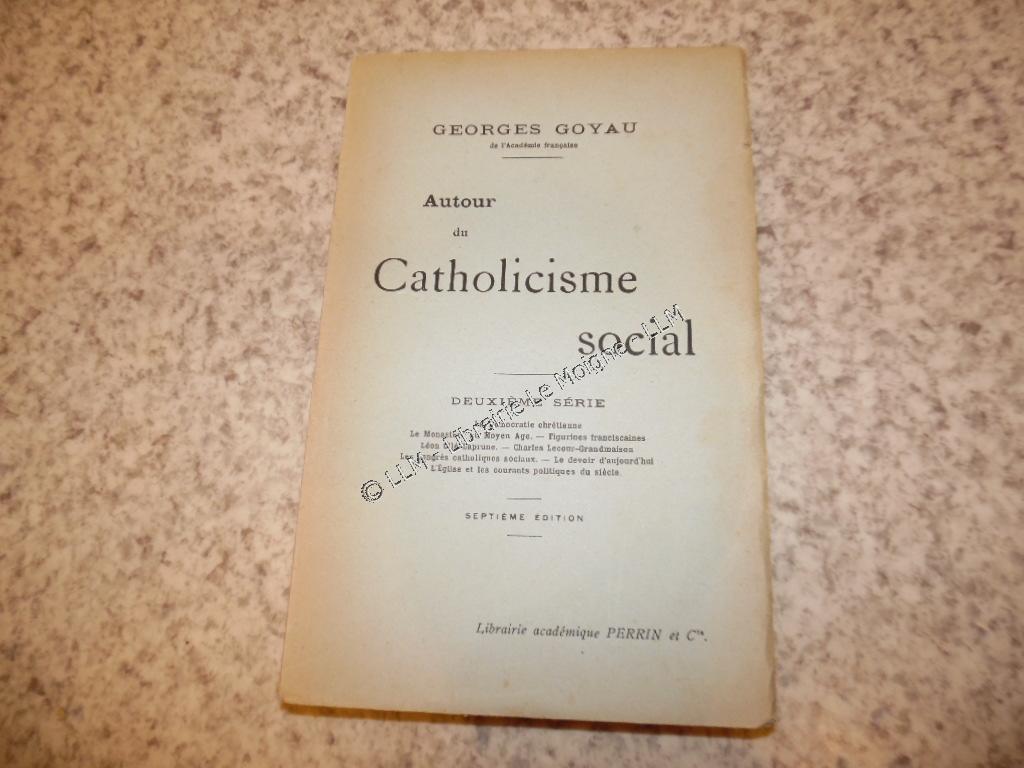 GEORGES GOYAU
de l'Académie française
Autour
du
Catholicisme
social
DEUXIÈME SÉRIE
chrétienne
Le Moyen Age. — Figurines franciscaines
Léon — Charles Lecour-Grandmaison
catholiques sociaux. — Le devoir d'aujourd'hui
L'Église et les courants politiques du siècle.
SEPTIÈME ÉDITION
Librairie académique PERRIN et Cie.
© LLM - Librairie Le Moigne - LLM